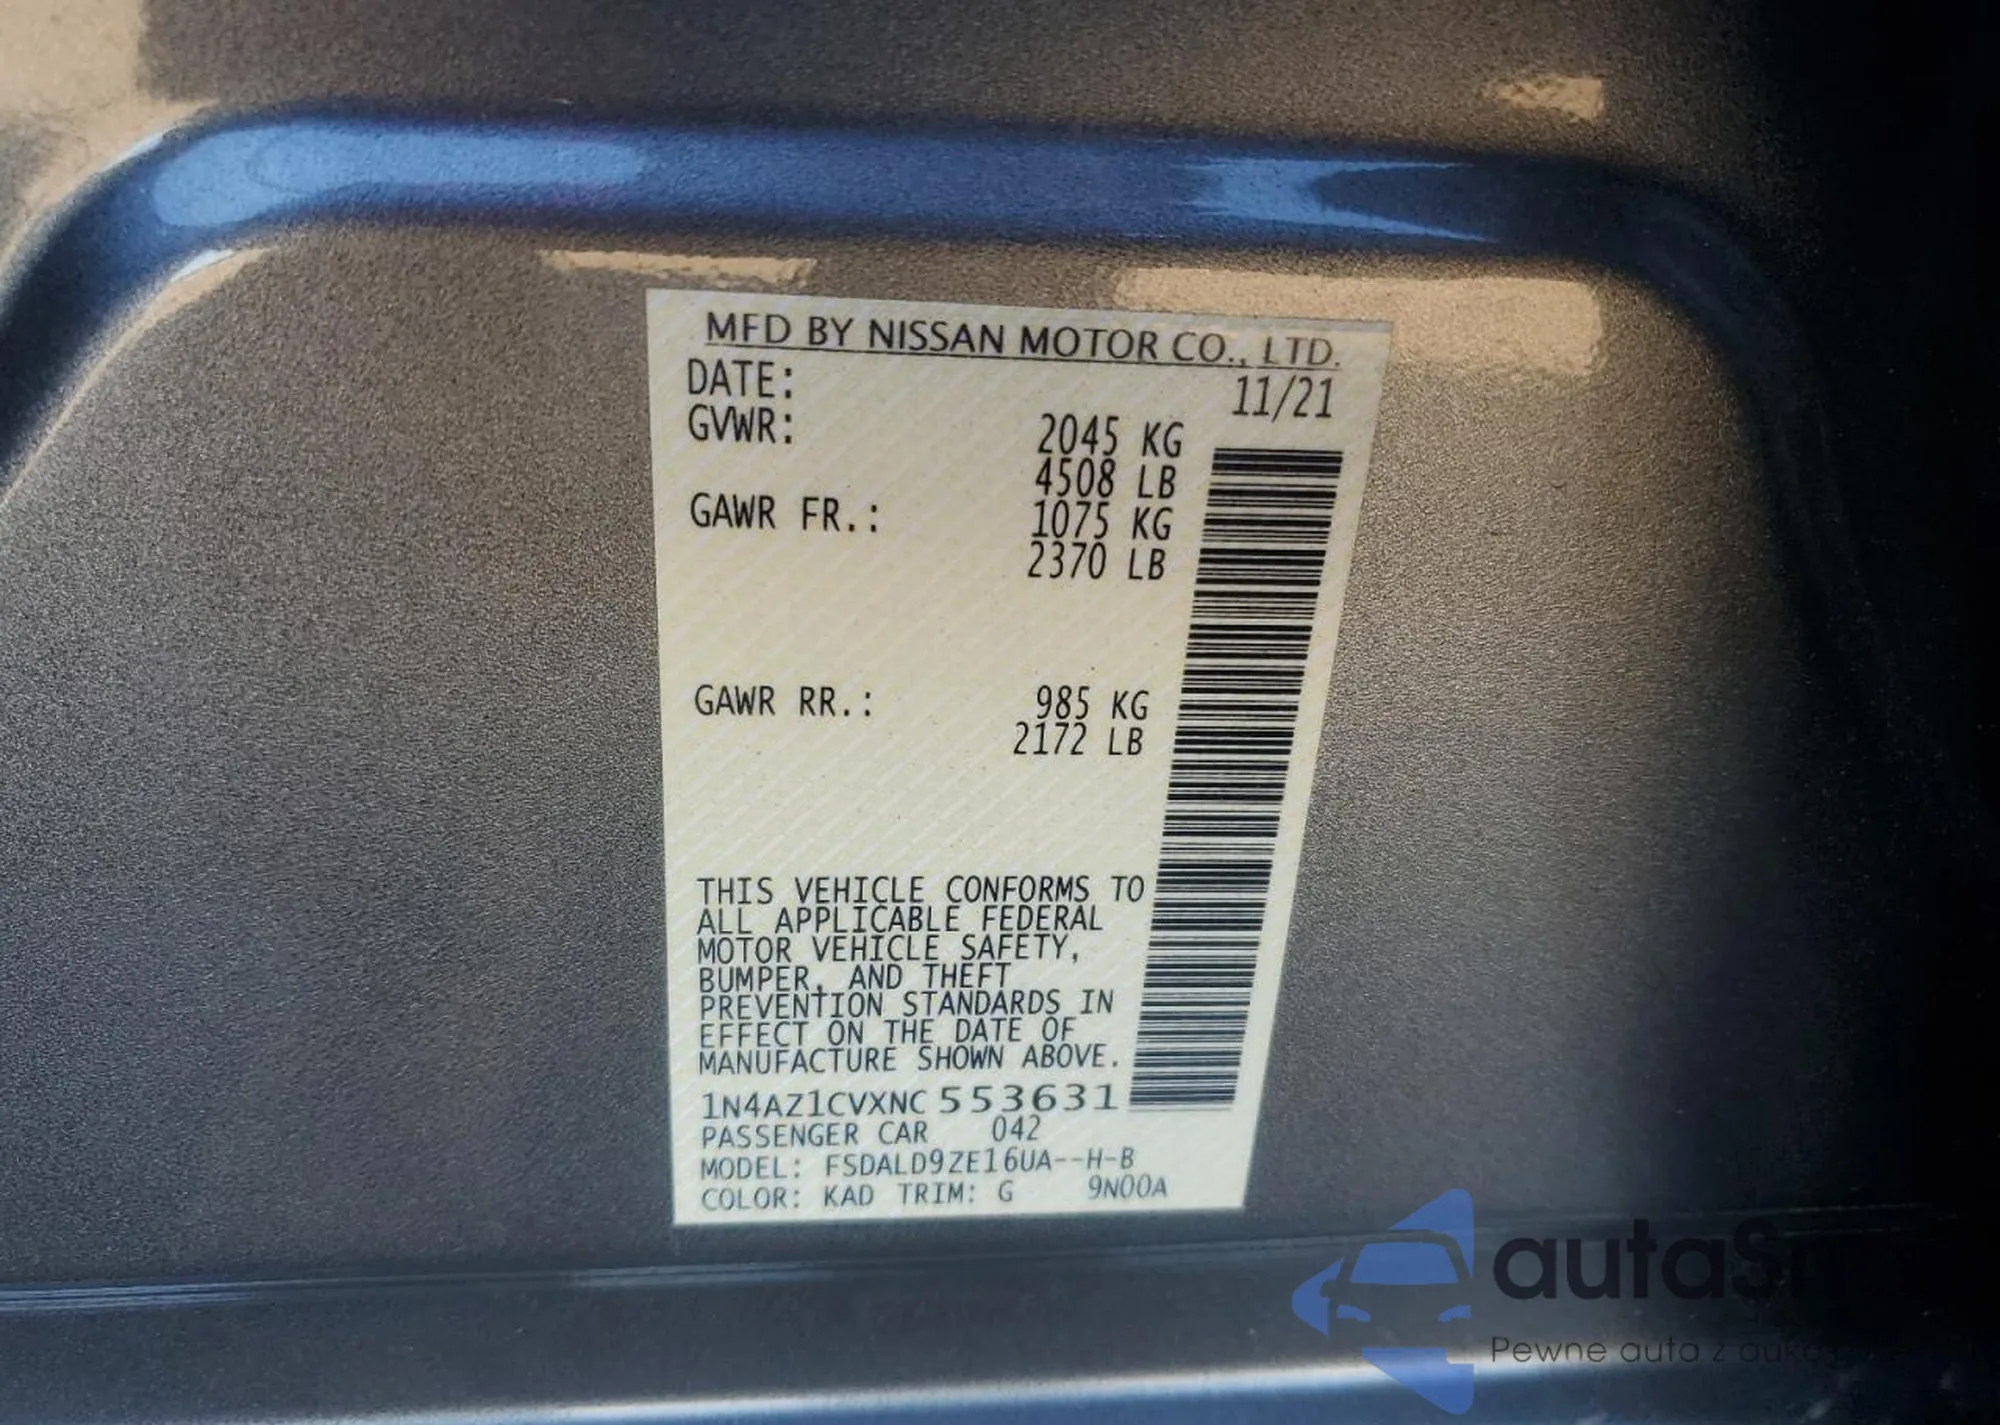 MFD BY NISSAN MOTOR CO., LTD.
DATE: 11/21
GVWR: 2045 KG
4508 LB
GAWR FR.: 1075 KG
2370 LB
GAWR RR.: 985 KG
2172 LB
THIS VEHICLE CONFORMS TO
ALL APPLICABLE FEDERAL
MOTOR VEHICLE SAFETY,
BUMPER, AND THEFT
PREVENTION STANDARDS IN
EFFECT ON THE DATE OF
MANUFACTURE SHOWN ABOVE.
1N4AZ1CVXNC553631
PASSENGER CAR 042
MODEL: FSDALD9ZE16UA--H-B
COLOR: KAD TRIM: G 9N00A
Pewne auta z